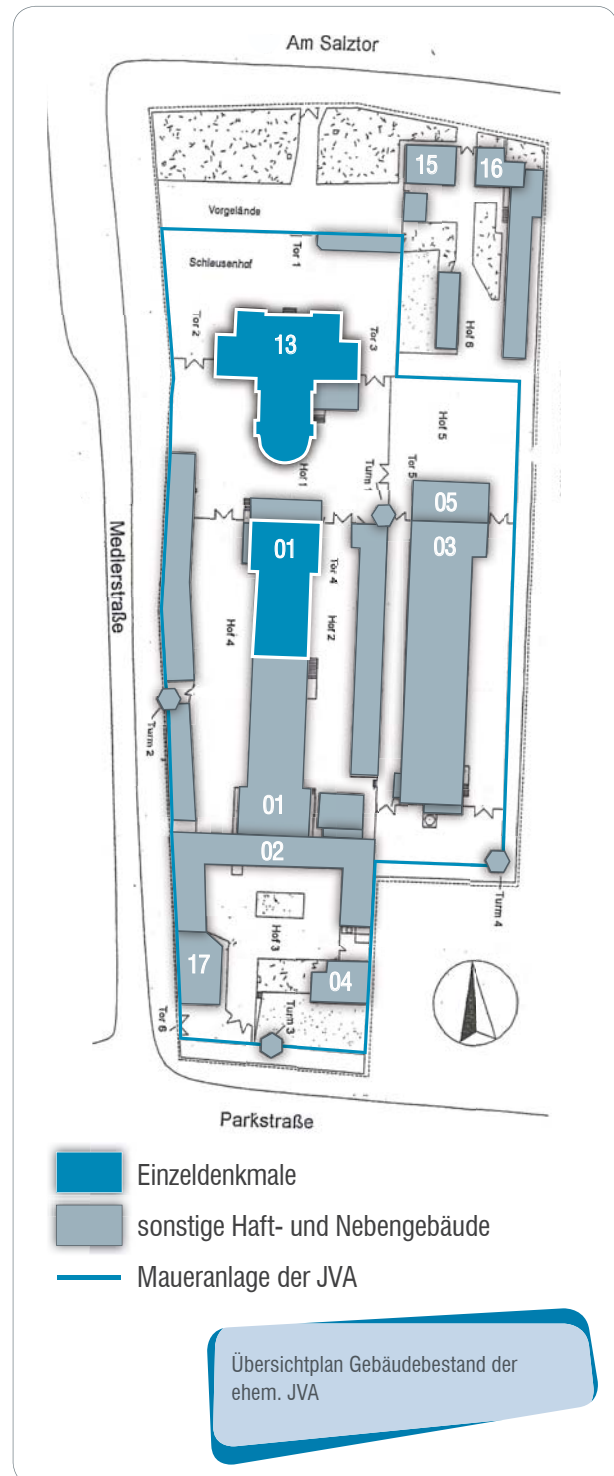 Am Salztor
15
16
Vorgelände
Tor 1
Schleusenhof
Tor 2
13
Tor 3
Hof 6
Hof 5
Hof 1
Turm 1
Tor 5
05
01
03
Tor 4
Medlerstraße
Hof 4
Hof 2
Turm 2
01
02
Turm 4
Hof 3
17
04
Tor 6
Turm 3
Parkstraße
Einzeldenkmale
sonstige Haft- und Nebengebäude
Maueranlage der JVA
Übersichtplan Gebäudebestand der
ehem. JVA